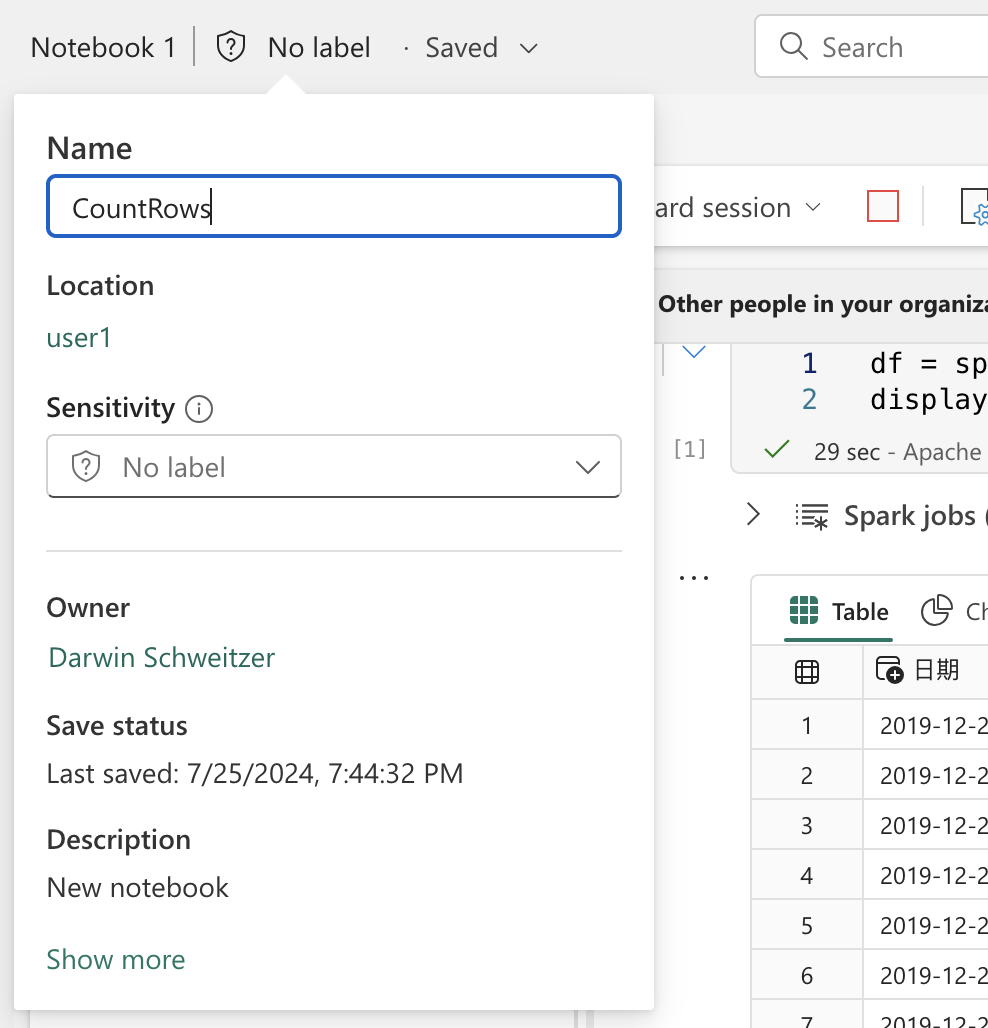 Notebook 1 No label · Saved Search
Name
CountRows
Location
user1
Sensitivity
No label
Owner
Darwin Schweitzer
Save status
Last saved: 7/25/2024, 7:44:32 PM
Description
New notebook
Show more
ard session
Other people in your organiza
1 df = sp
2 display
[1] 29 sec - Apache
Spark jobs (
...
Table Ch
日期
1 2019-12-2
2 2019-12-2
3 2019-12-2
4 2019-12-2
5 2019-12-2
6 2019-12-2
7 2019-12-2